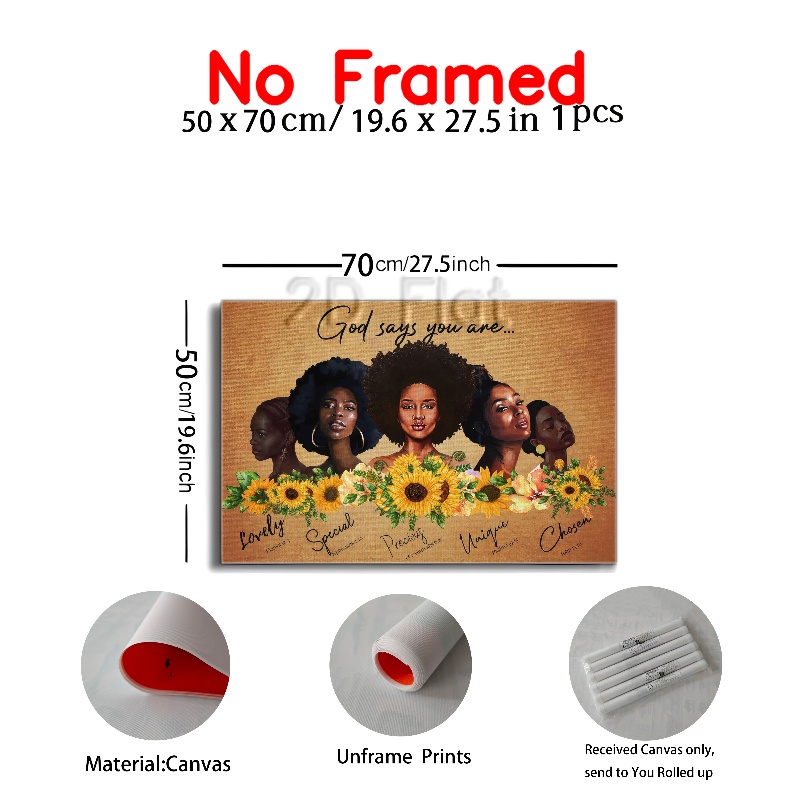 No Framed
50 x 70 cm/ 19.6 x 27.5 in 1pcs
70cm/27.5inch
2D Flat
God says you are...
50cm/19.6inch
Lovely
Special
Precious
Unique
Chosen
Material:Canvas
Unframe Prints
Received Canvas only,
send to You Rolled up